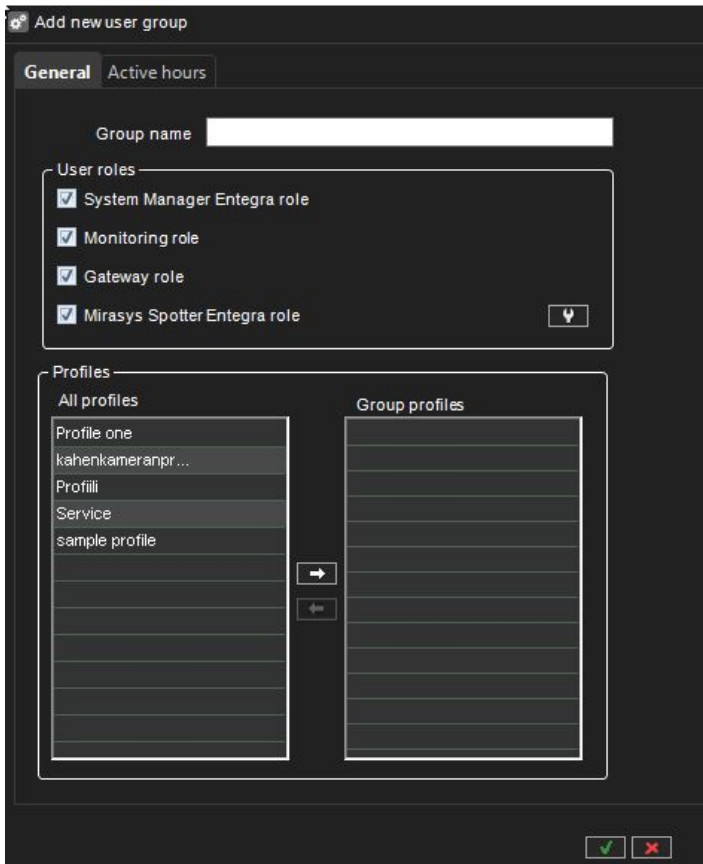 Add new user group
General Active hours
Group name
User roles
System Manager Entegra role
Monitoring role
Gateway role
Mirasys Spotter Entegra role
Profiles
All profiles
Group profiles
Profile one
kahenkameranpr...
Profiili
Service
sample profile